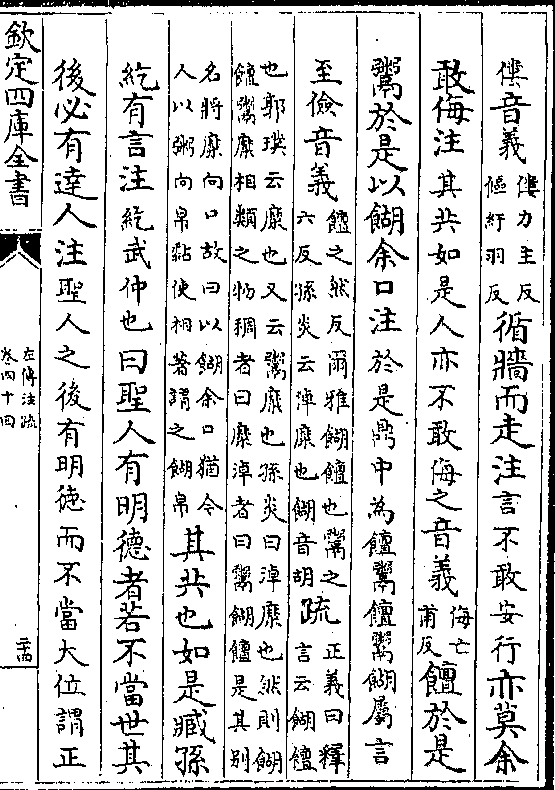 僂音義僂力主反
傴紆羽反循牆而走注言不敢安行亦莫余
敢侮注其共如是人亦不敢侮之音義侮亡
甫反饘於是
鬻於是以餬余口注於是鼎中為饘鬻饘鬻餬屬言
至儉音義饘之然反爾雅餬饘也鬻之
六反孫炎云淖糜也餬音胡疏正義曰釋
言云餬饘
也郭璞云糜也又云鬻糜也孫炎曰淖糜也然則餬
饘鬻糜相類之物稠者曰糜淖者曰鬻餬饘是其別
名將糜向口故曰以餬余口猶今
人以粥向帛黏使相著謂之餬帛其共也如是臧孫
紇有言注紇武仲也曰聖人有明德者若不當世其
後必有達人注聖人之後有明德而不當大位謂正
欽定四庫全書
左傳注疏
卷四十四
二十四